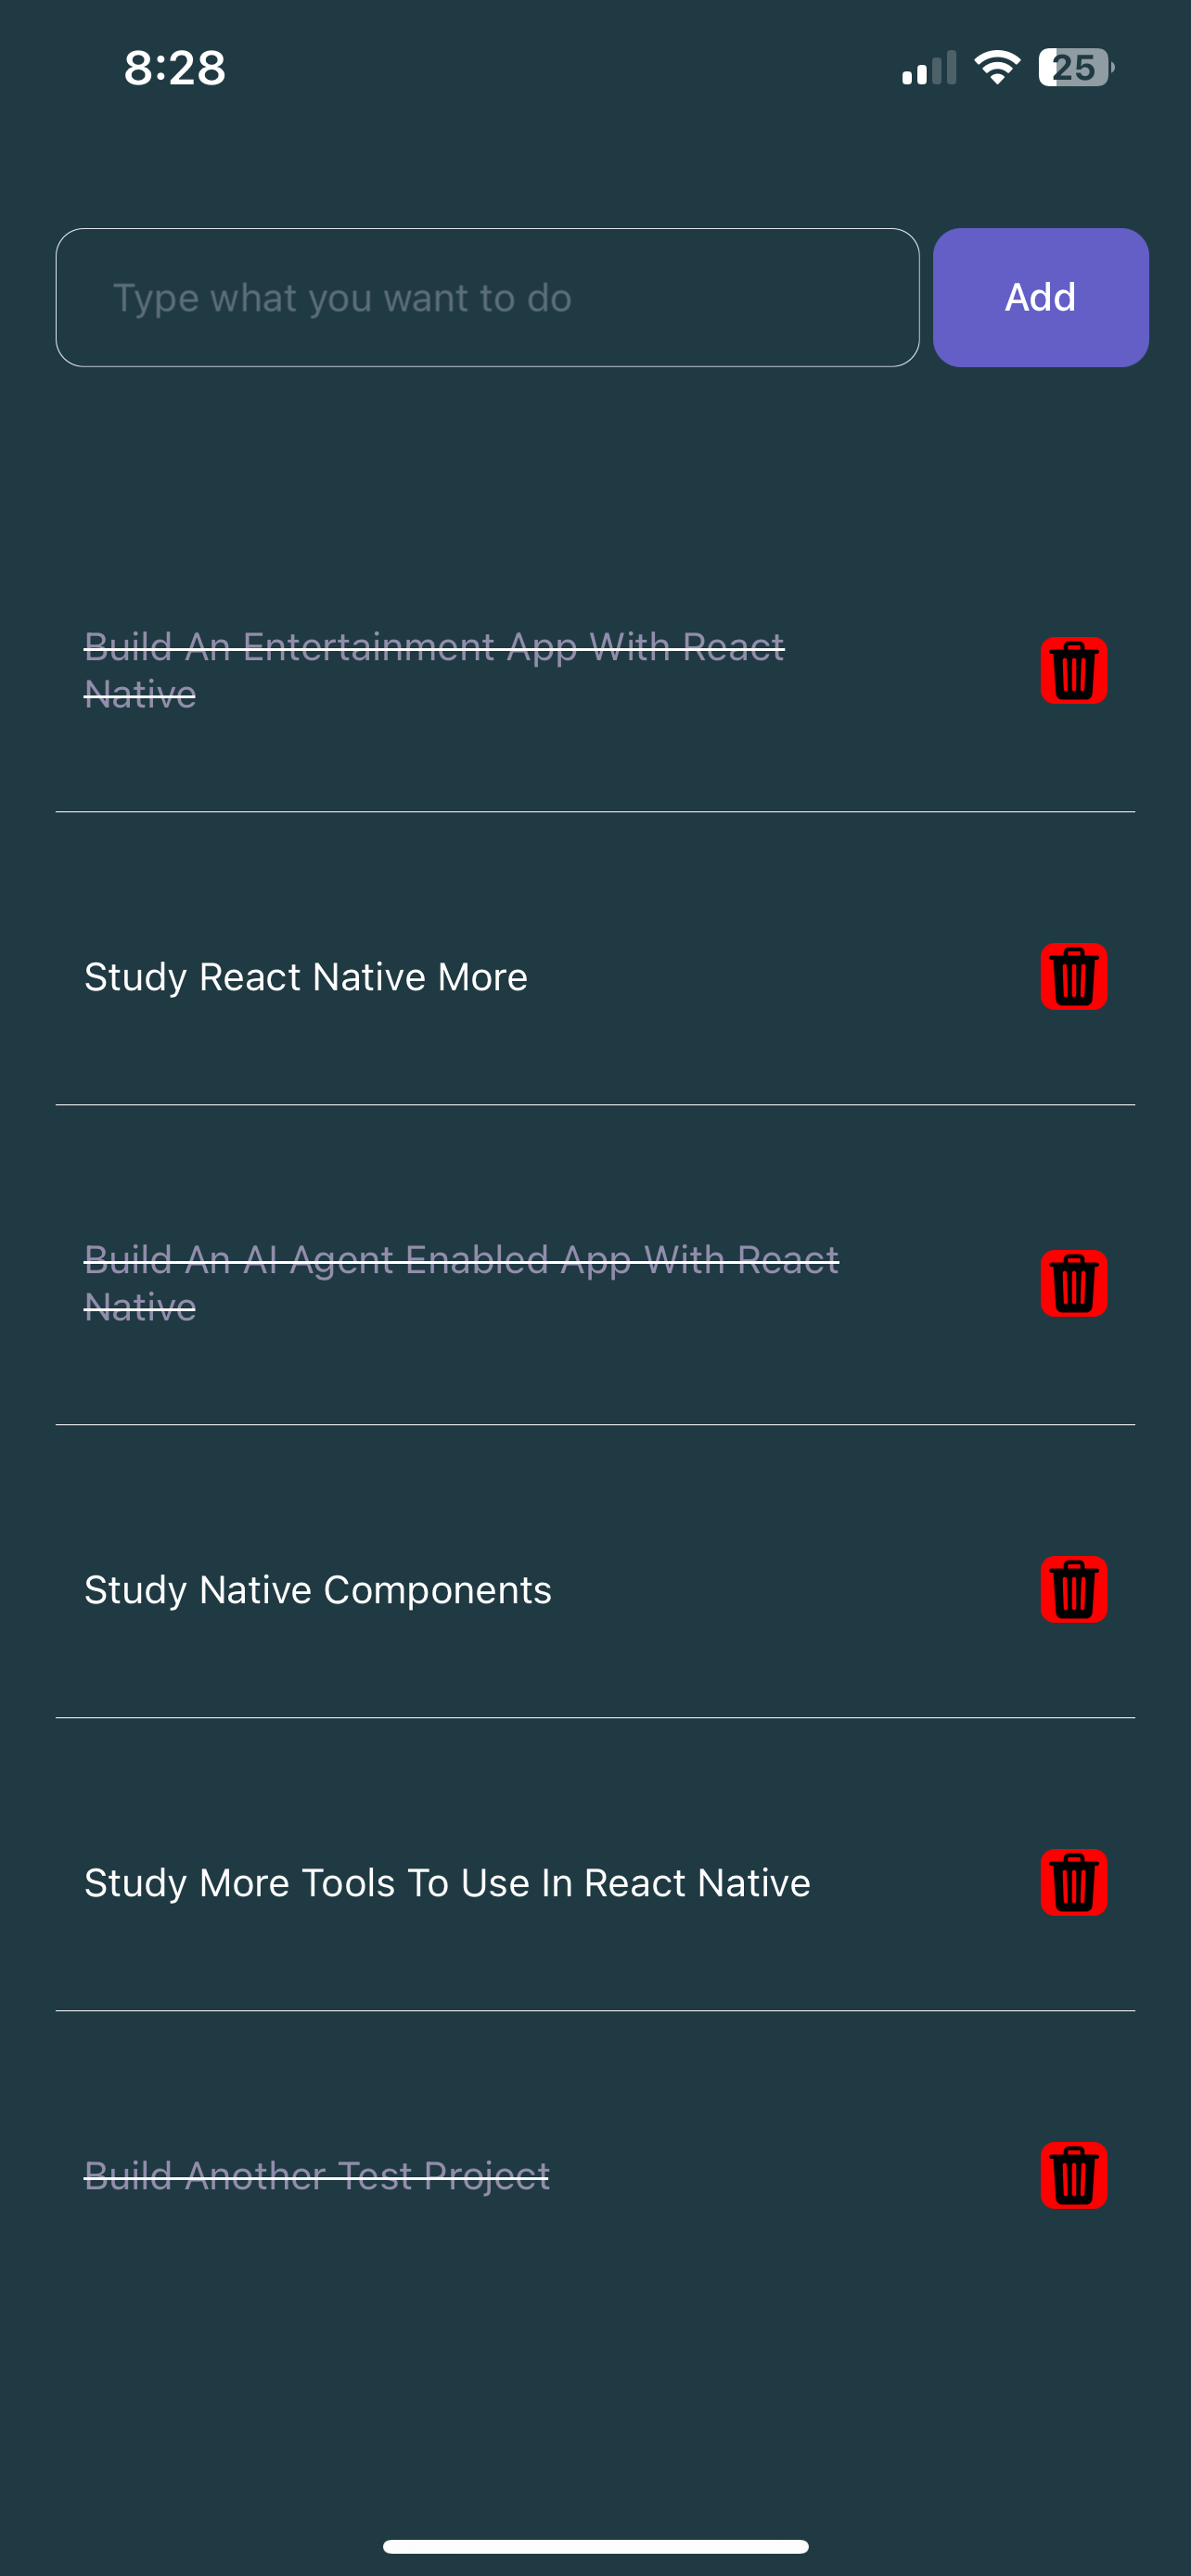 8:28
25
Type what you want to do
Add
Build An Entertainment App With React
Native
Study React Native More
Build An AI Agent Enabled App With React
Native
Study Native Components
Study More Tools To Use In React Native
Build Another Test Project